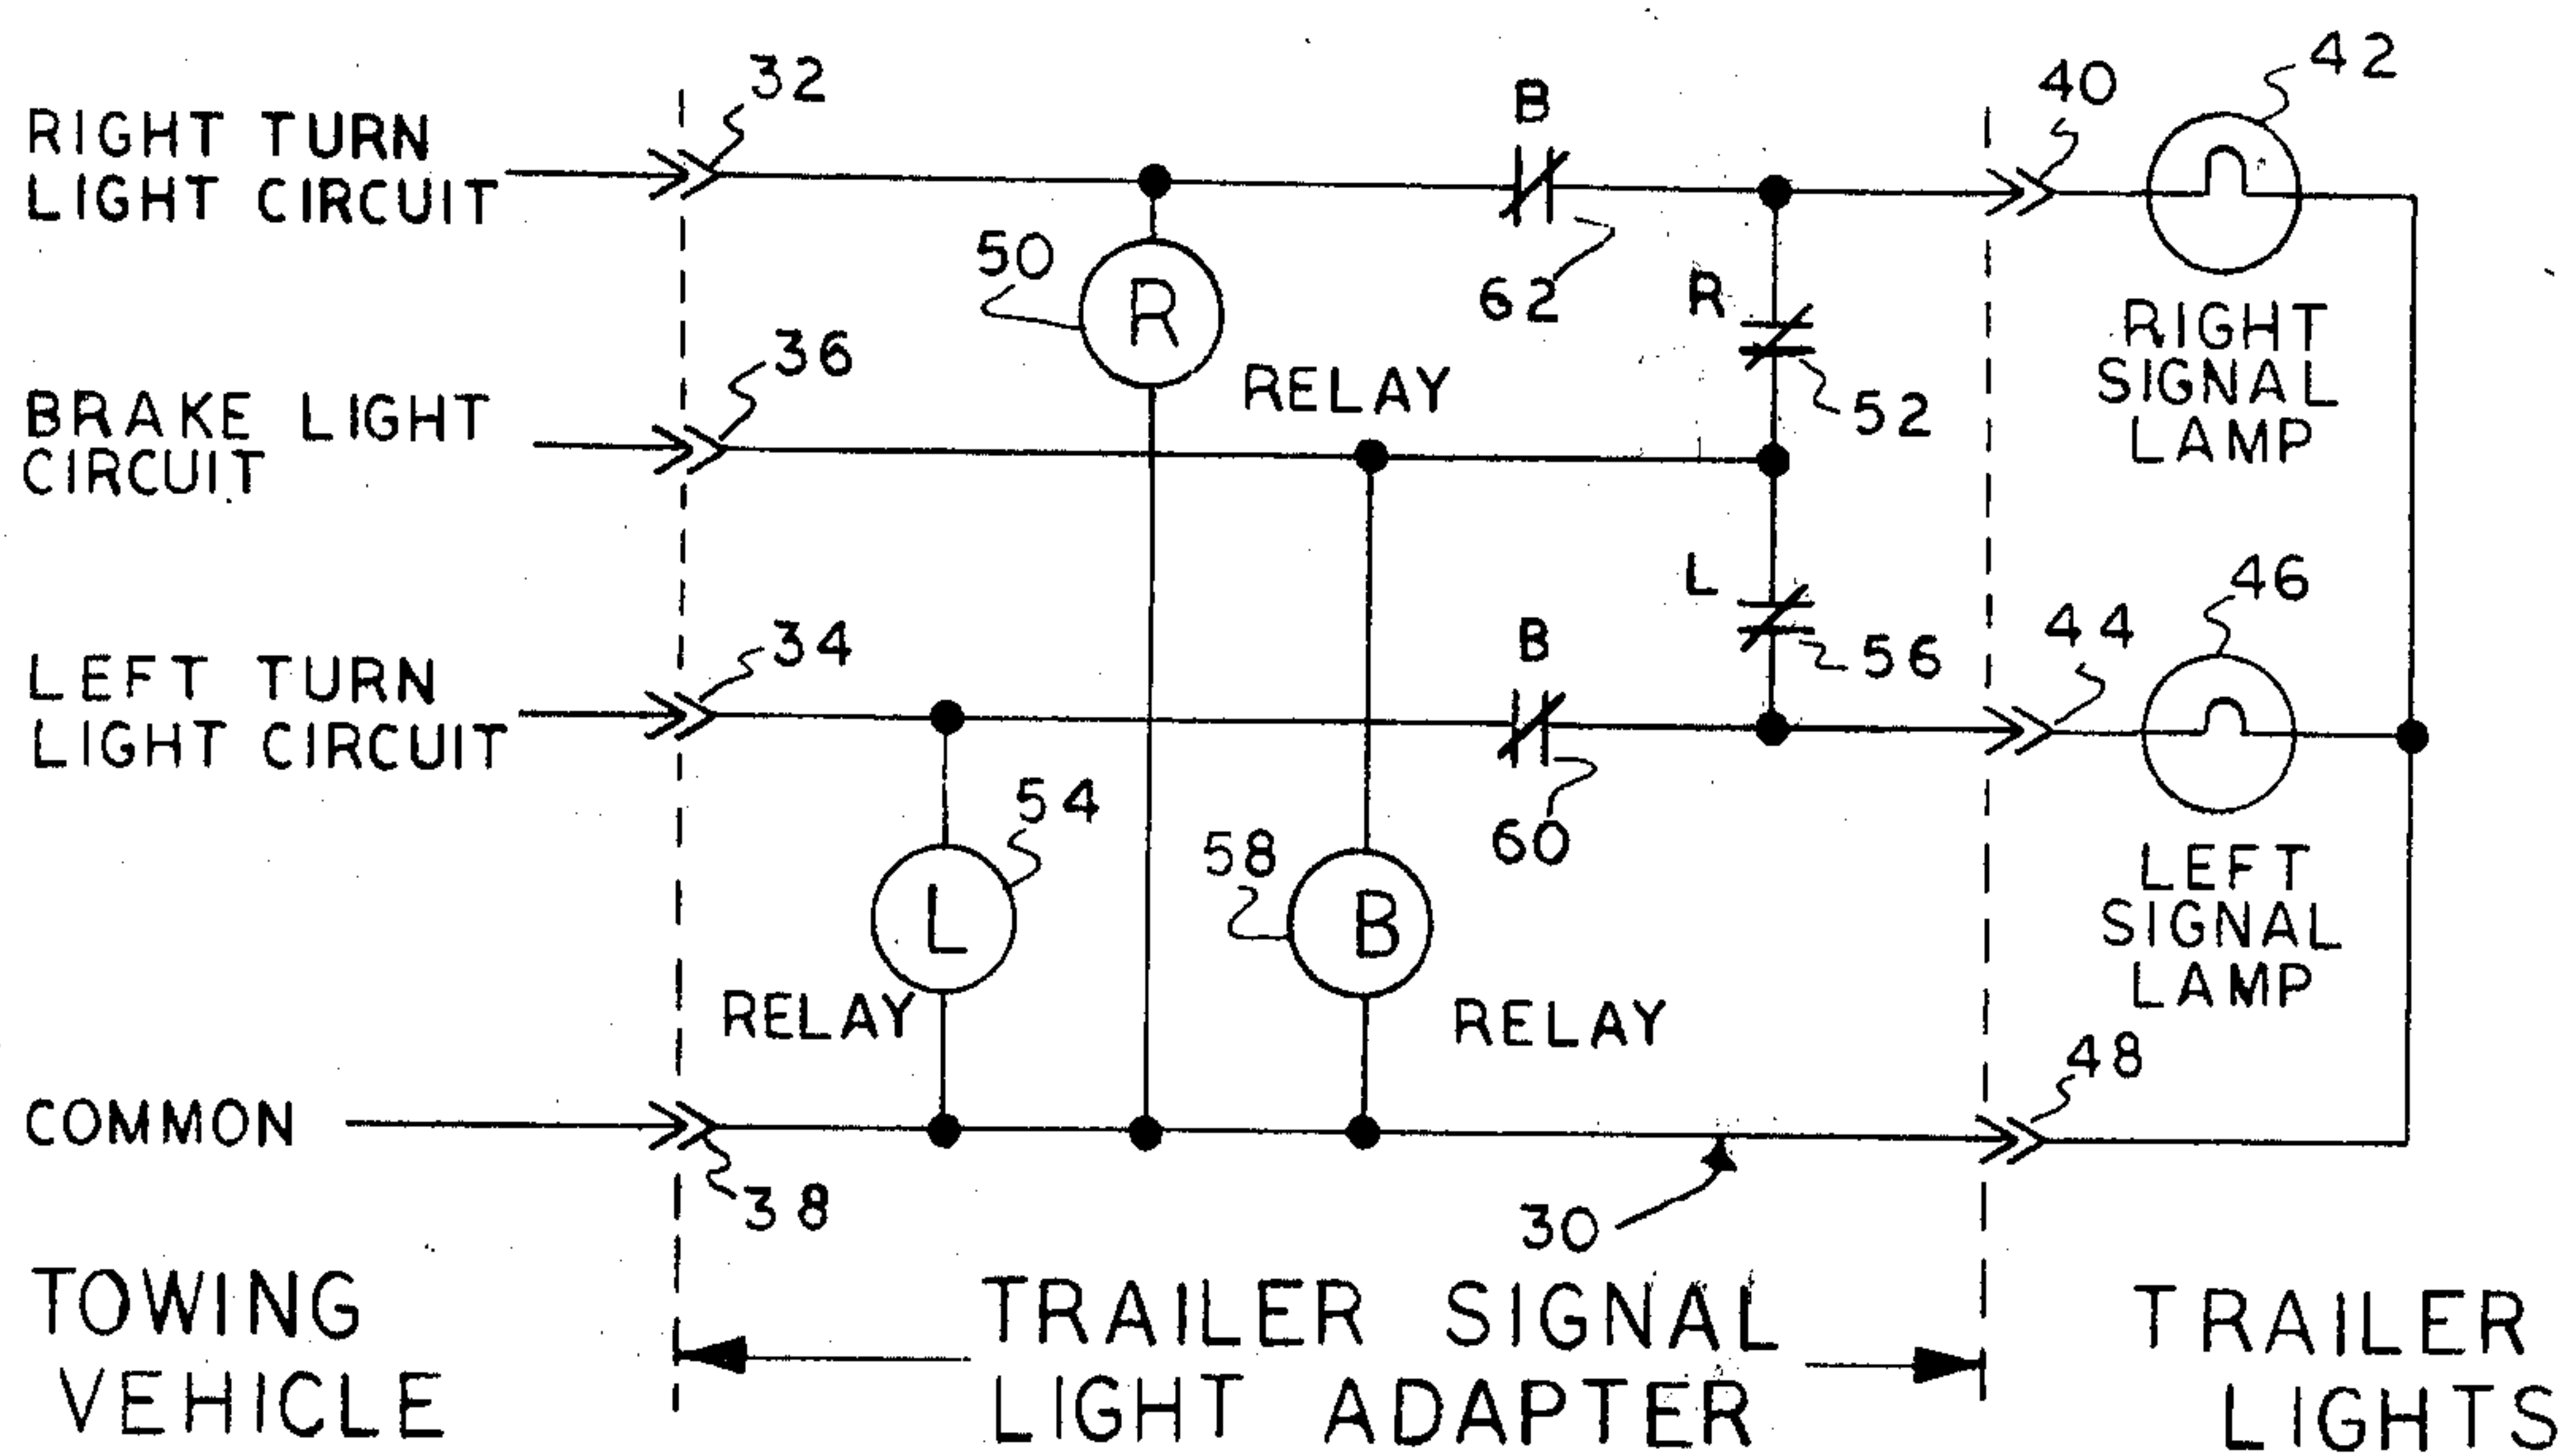 RIGHT TURN
LIGHT CIRCUIT
32
B
40
42
50
R
62
R
52
RIGHT
SIGNAL
LAMP
BRAKE LIGHT
CIRCUIT
36
RELAY
LEFT TURN
LIGHT CIRCUIT
34
L
56
B
60
44
46
54
L
RELAY
58
B
RELAY
LEFT
SIGNAL
LAMP
COMMON
38
30
48
TOWING
VEHICLE
TRAILER SIGNAL
LIGHT ADAPTER
TRAILER
LIGHTS